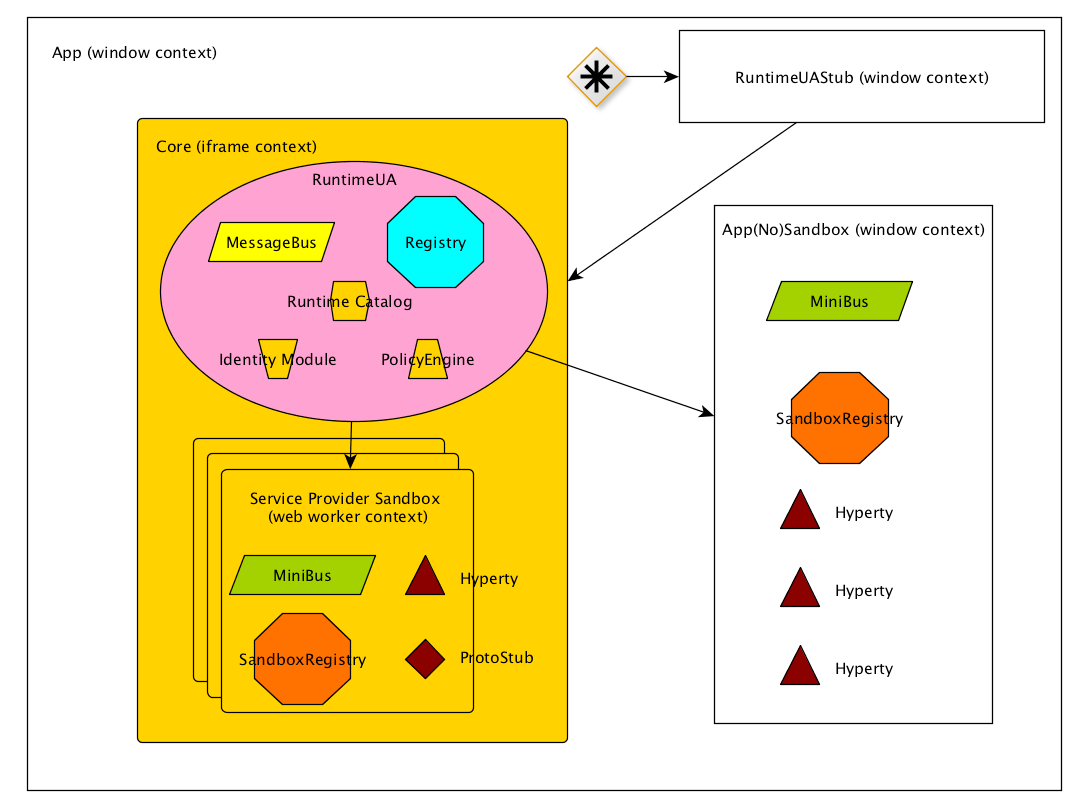 App (window context)
RuntimeUAStub (window context)
Core (iframe context)
RuntimeUA
MessageBus
Registry
Runtime Catalog
Identity Module
PolicyEngine
Service Provider Sandbox
(web worker context)
MiniBus
Hyperty
SandboxRegistry
ProtoStub
App(No)Sandbox (window context)
MiniBus
SandboxRegistry
Hyperty
Hyperty
Hyperty